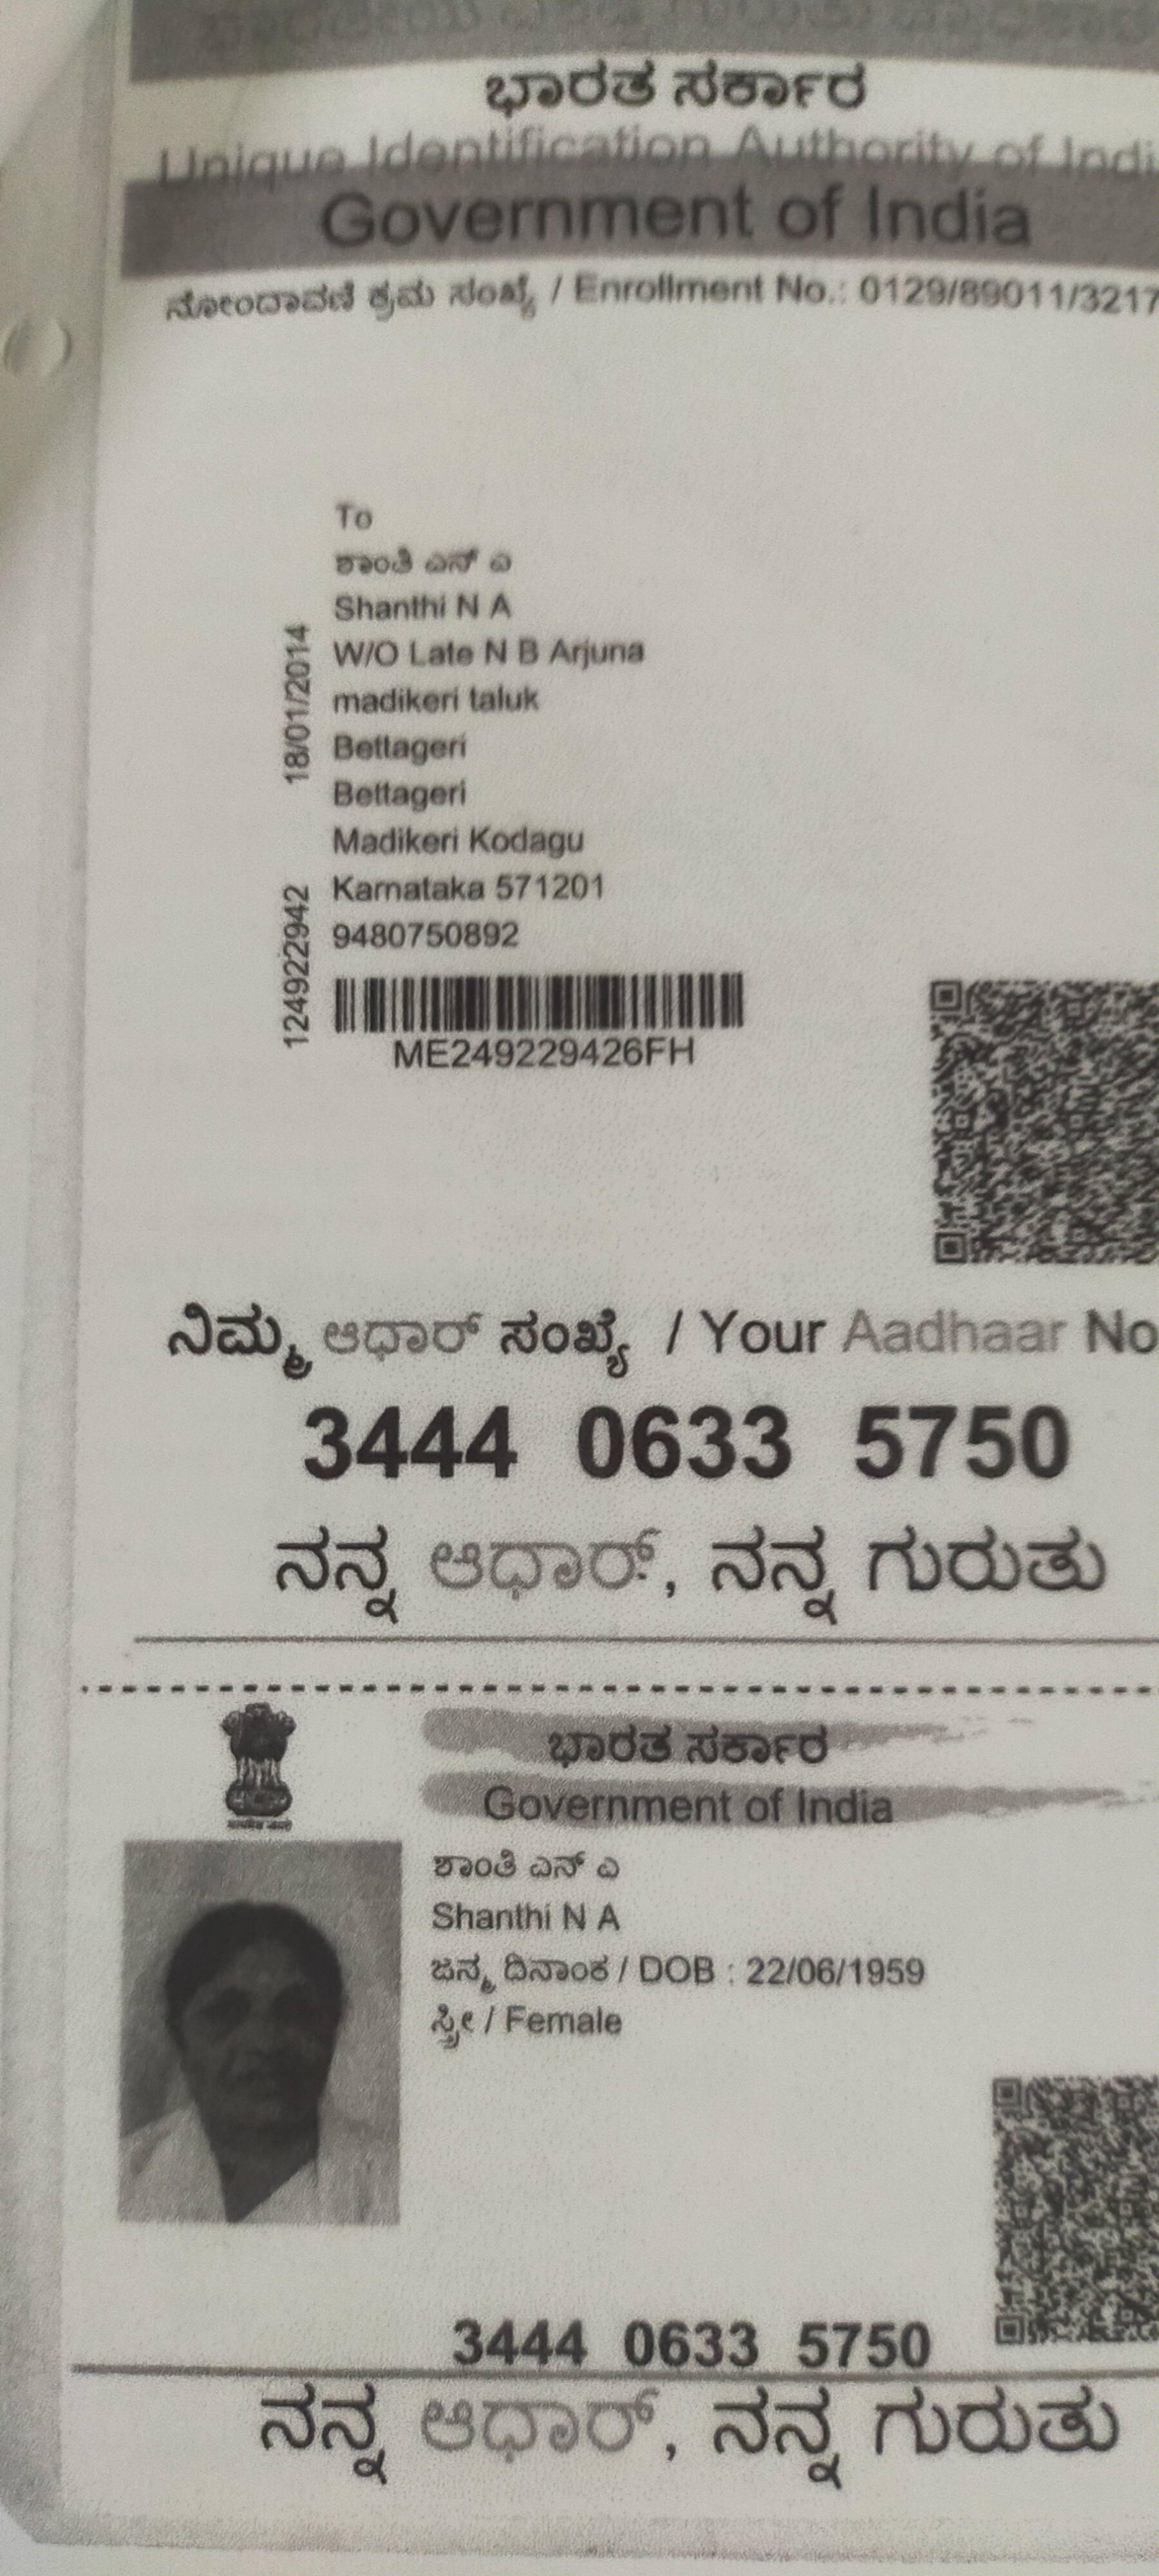 ಭಾರತ ಸರ್ಕಾರ
Unique Identification Authority of Indi
Government of India
ನೋಂದಾವಣೆ ಕ್ರಮ ಸಂಖ್ಯೆ / Enrollment No.: 0129/89011/3217
To
ಶಾಂತಿ ಎನ್ ಎ
Shanthi N A
W/O Late N B Arjuna
madikeri taluk
Bettageri
Bettageri
Madikeri Kodagu
Karnataka 571201
9480750892
18/01/2014
124922942
ME249229426FH
ನಿಮ್ಮ ಆಧಾರ್ ಸಂಖ್ಯೆ / Your Aadhaar No
3444 0633 5750
ನನ್ನ ಆಧಾರ್, ನನ್ನ ಗುರುತು
ಭಾರತ ಸರ್ಕಾರ
Government of India
ಶಾಂತಿ ಎನ್ ಎ
Shanthi N A
ಜನ್ಮ ದಿನಾಂಕ / DOB : 22/06/1959
ಸ್ತ್ರೀ / Female
3444 0633 5750
ನನ್ನ ಆಧಾರ್, ನನ್ನ ಗುರುತು